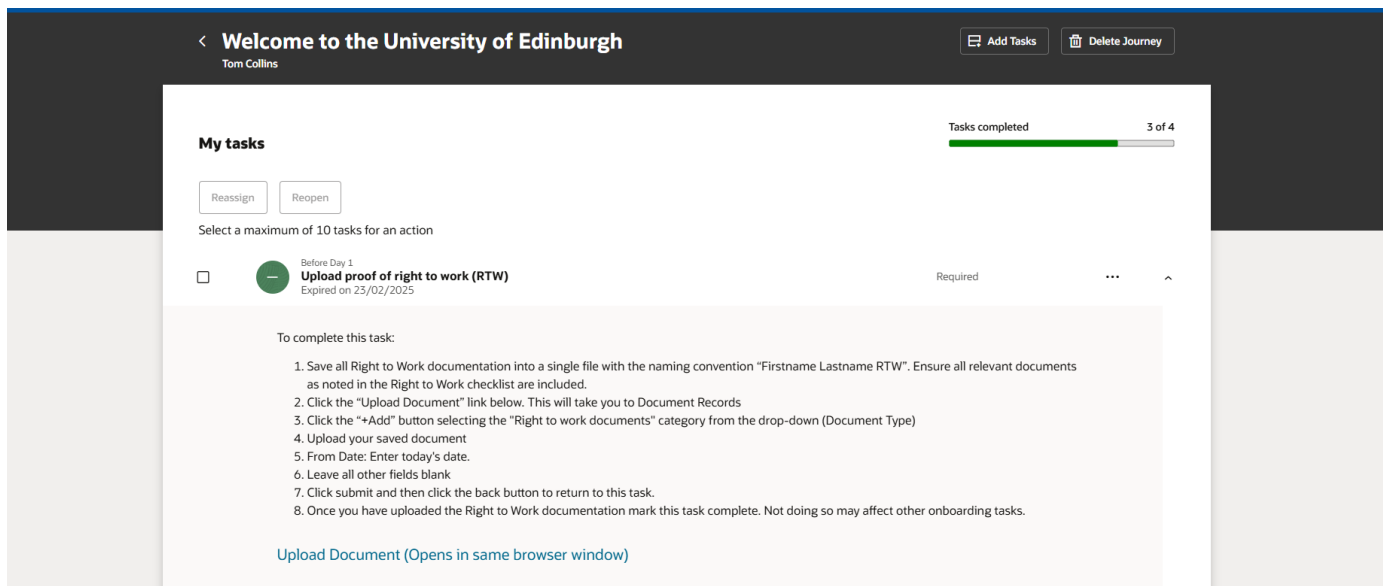 Welcome to the University of Edinburgh
Tom Collins
Add Tasks
Delete Journey
My tasks
Tasks completed
3 of 4
Reassign
Reopen
Select a maximum of 10 tasks for an action
Before Day 1
Upload proof of right to work (RTW)
Expired on 23/02/2025
Required
To complete this task:
1. Save all Right to Work documentation into a single file with the naming convention “Firstname Lastname RTW”. Ensure all relevant documents
as noted in the Right to Work checklist are included.
2. Click the “Upload Document” link below. This will take you to Document Records
3. Click the “+Add” button selecting the "Right to work documents" category from the drop-down (Document Type)
4. Upload your saved document
5. From Date: Enter today's date.
6. Leave all other fields blank
7. Click submit and then click the back button to return to this task.
8. Once you have uploaded the Right to Work documentation mark this task complete. Not doing so may affect other onboarding tasks.
Upload Document (Opens in same browser window)